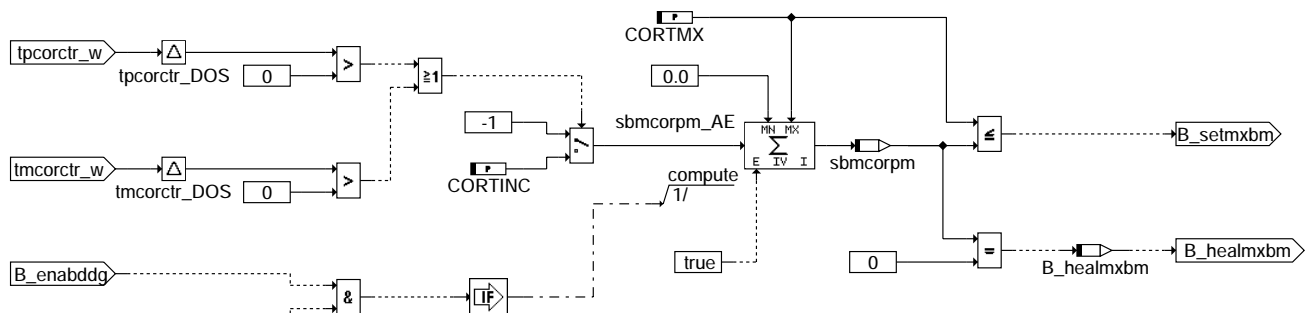 P
CORTMX
tpcorctr_w
Δ
tpcorctr_DOS
0
>
≥1
0.0
-1
sbmcorpm_AE
MN MX
Σ
E IV I
sbmcorpm
≤
B_setmxbm
tmcorctr_w
Δ
tmcorctr_DOS
0
>
P
CORTINC
compute
1/
true
0
=
B_healmxbm
B_healmxbm
B_enabddg
&
IF